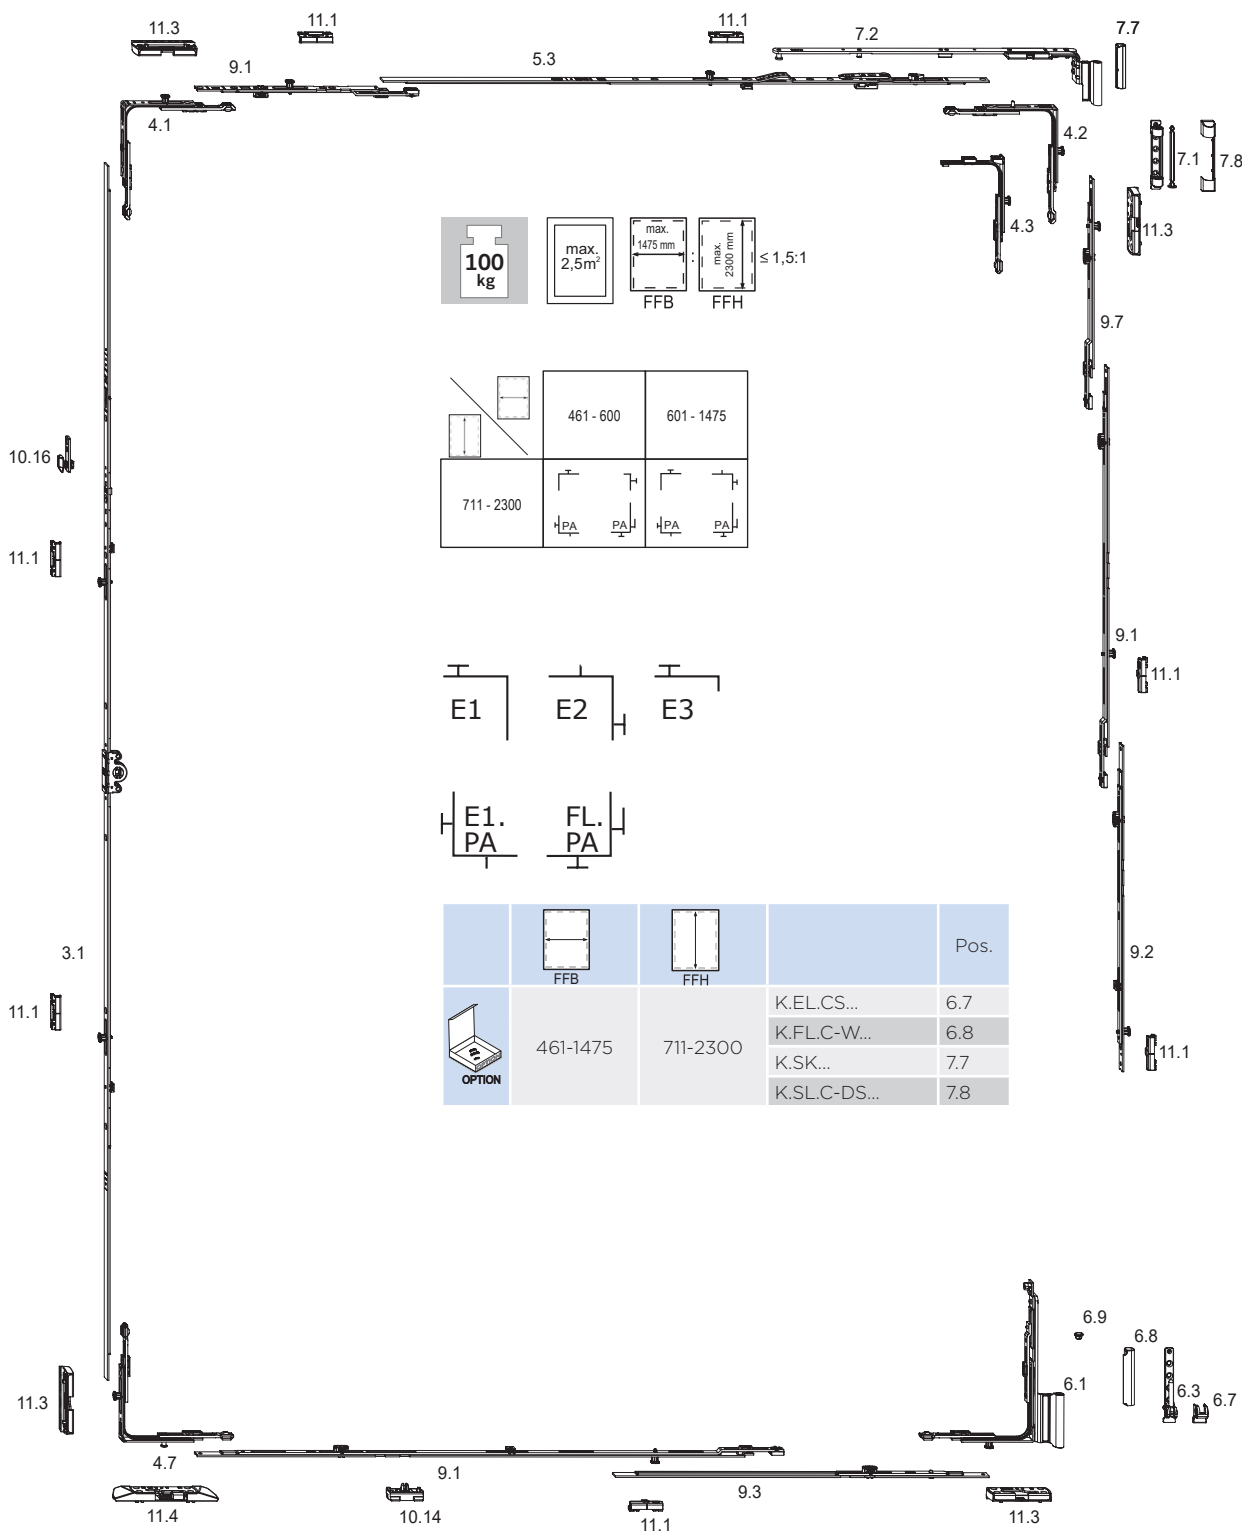 11.3
11.1
11.1
7.2
7.7
9.1
5.3
4.1
4.2
7.1
7.8
4.3
11.3
100
kg
max.
2,5m²
max.
1475 mm
FFB
:
max.
2300 mm
FFH
≤ 1,5:1
9.7
461 - 600
601 - 1475
711 - 2300
PA
PA
PA
PA
10.16
11.1
9.1
11.1
E1
E2
E3
E1.
PA
FL.
PA
3.1
11.1
9.2
11.1
FFB
FFH
Pos.
OPTION
461-1475
711-2300
K.EL.CS...
6.7
K.FL.C-W...
6.8
K.SK...
7.7
K.SL.C-DS...
7.8
6.9
6.8
6.1
6.3
6.7
11.3
4.7
9.1
9.3
11.4
10.14
11.1
11.3